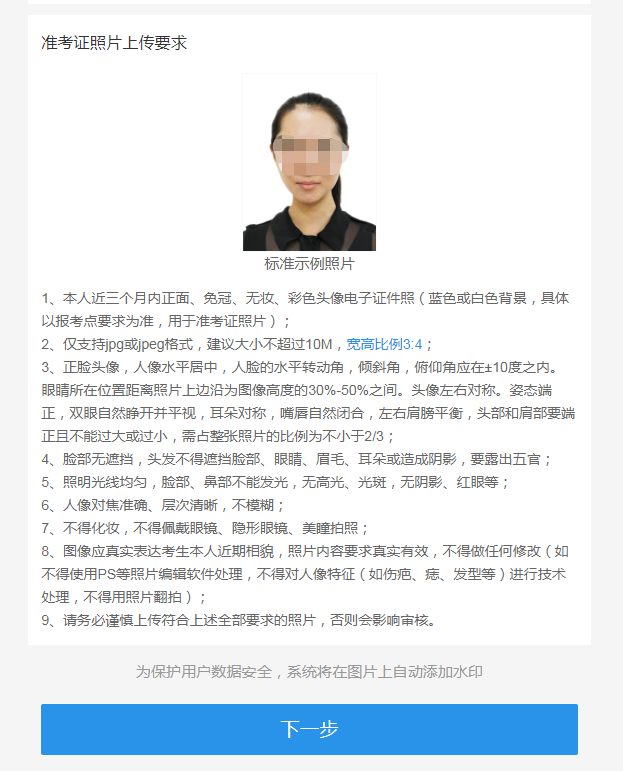 准考证照片上传要求
标准示例照片
1、本人近三个月内正面、免冠、无妆、彩色头像电子证件照（蓝色或白色背景，具体
以报考点要求为准，用于准考证照片）；
2、仅支持jpg或jpeg格式，建议大小不超过10M，宽高比例3:4；
3、正脸头像，人像水平居中，人脸的水平转动角，倾斜角，俯仰角应在±10度之内。
眼睛所在位置距离照片上边沿为图像高度的30%-50%之间。头像左右对称。姿态端
正，双眼自然睁开并平视，耳朵对称，嘴唇自然闭合，左右肩膀平衡，头部和肩部要端
正且不能过大或过小，需占整张照片的比例为不小于2/3；
4、脸部无遮挡，头发不得遮挡脸部、眼睛、眉毛、耳朵或造成阴影，要露出五官；
5、照明光线均匀，脸部、鼻部不能发光，无高光、光斑，无阴影、红眼等；
6、人像对焦准确、层次清晰，不模糊；
7、不得化妆，不得佩戴眼镜、隐形眼镜、美瞳拍照；
8、图像应真实表达考生本人近期相貌，照片内容要求真实有效，不得做任何修改（如
不得使用PS等照片编辑软件处理，不得对人像特征（如伤疤、痣、发型等）进行技术
处理，不得用照片翻拍）；
9、请务必谨慎上传符合上述全部要求的照片，否则会影响审核。
为保护用户数据安全，系统将在图片上自动添加水印
下一步